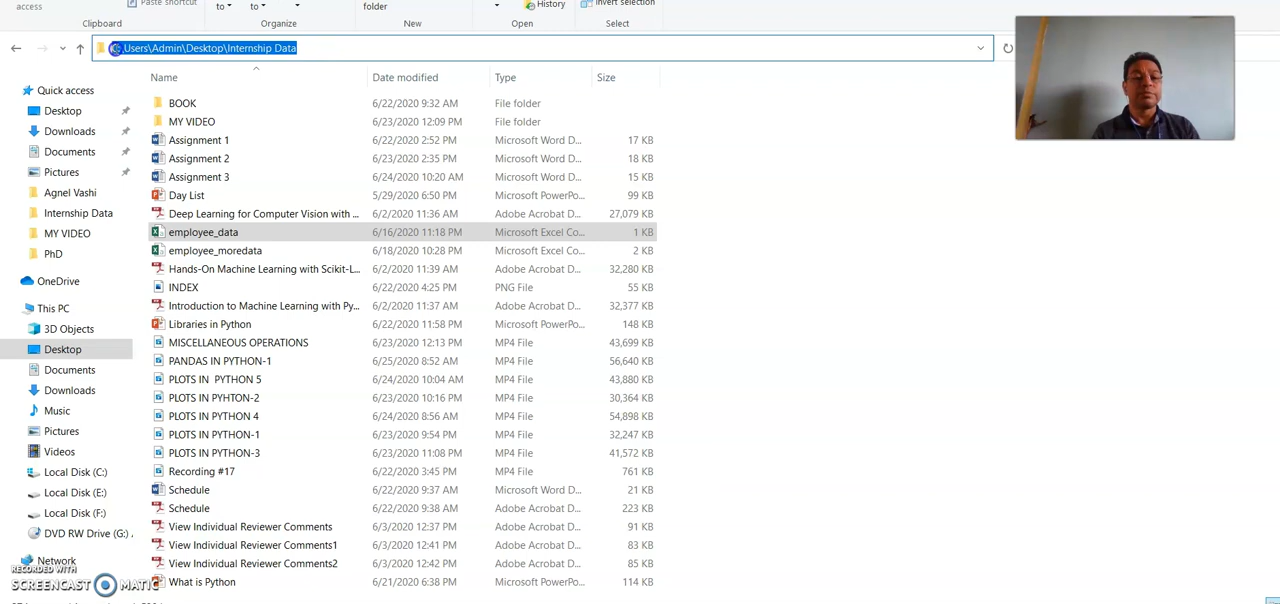 access
Paste shortcut
to
to
folder
History
Invert selection
Clipboard
Organize
New
Open
Select
C:\Users\Admin\Desktop\Internship Data
Name
Date modified
Type
Size
Quick access
Desktop
Downloads
Documents
Pictures
Agnel Vashi
Internship Data
MY VIDEO
PhD
OneDrive
This PC
3D Objects
Desktop
Documents
Downloads
Music
Pictures
Videos
Local Disk (C:)
Local Disk (E:)
Local Disk (F:)
DVD RW Drive (G:)
Network
BOOK 6/22/2020 9:32 AM File folder
MY VIDEO 6/23/2020 12:09 PM File folder
Assignment 1 6/22/2020 2:52 PM Microsoft Word D... 17 KB
Assignment 2 6/23/2020 2:35 PM Microsoft Word D... 18 KB
Assignment 3 6/24/2020 10:20 AM Microsoft Word D... 15 KB
Day List 5/29/2020 6:50 PM Microsoft PowerPo... 99 KB
Deep Learning for Computer Vision with ... 6/2/2020 11:36 AM Adobe Acrobat D... 27,079 KB
employee_data 6/16/2020 11:18 PM Microsoft Excel Co... 1 KB
employee_moredata 6/18/2020 10:28 PM Microsoft Excel Co... 2 KB
Hands-On Machine Learning with Scikit-L... 6/2/2020 11:39 AM Adobe Acrobat D... 32,280 KB
INDEX 6/22/2020 4:25 PM PNG File 55 KB
Introduction to Machine Learning with Py... 6/2/2020 11:37 AM Adobe Acrobat D... 32,377 KB
Libraries in Python 6/22/2020 11:58 PM Microsoft PowerPo... 148 KB
MISCELLANEOUS OPERATIONS 6/23/2020 12:13 PM MP4 File 43,699 KB
PANDAS IN PYTHON-1 6/25/2020 8:52 AM MP4 File 56,640 KB
PLOTS IN PYTHON 5 6/24/2020 10:04 AM MP4 File 43,880 KB
PLOTS IN PYHTON-2 6/23/2020 10:16 PM MP4 File 30,364 KB
PLOTS IN PYTHON 4 6/24/2020 8:56 AM MP4 File 54,898 KB
PLOTS IN PYTHON-1 6/23/2020 9:54 PM MP4 File 32,247 KB
PLOTS IN PYTHON-3 6/23/2020 11:08 PM MP4 File 41,572 KB
Recording #17 6/22/2020 3:45 PM MP4 File 761 KB
Schedule 6/22/2020 9:37 AM Microsoft Word D... 21 KB
Schedule 6/22/2020 9:38 AM Adobe Acrobat D... 223 KB
View Individual Reviewer Comments 6/3/2020 12:37 PM Adobe Acrobat D... 91 KB
View Individual Reviewer Comments1 6/3/2020 12:41 PM Adobe Acrobat D... 83 KB
View Individual Reviewer Comments2 6/3/2020 12:42 PM Adobe Acrobat D... 85 KB
What is Python 6/21/2020 6:38 PM Microsoft PowerPo... 114 KB
RECORDED WITH
SCREENCAST MATIC